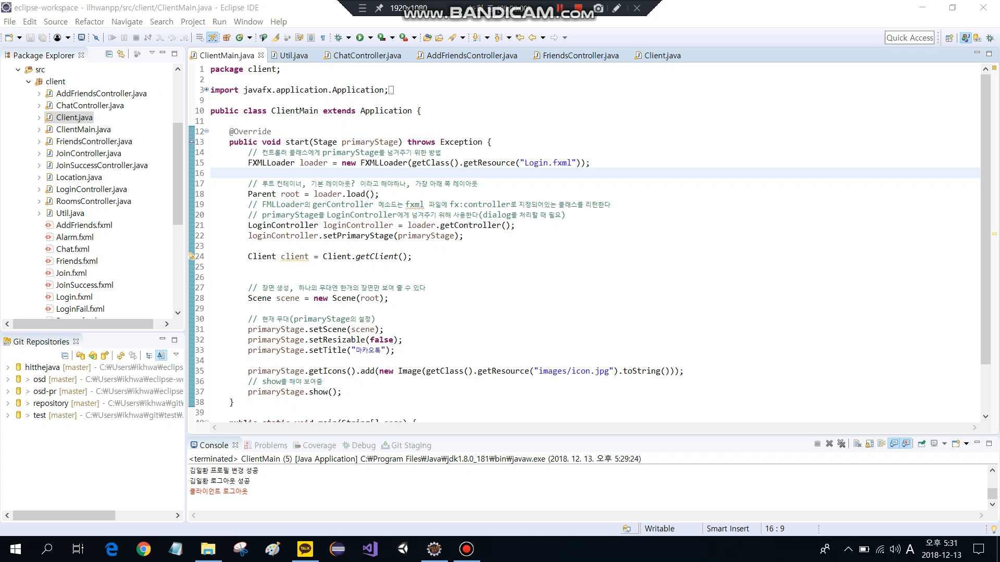 eclipse-workspace - ilhwanpp/src/client/ClientMain.java - Eclipse IDE
1920x1080
[00:00:00]
www.BANDICAM.com
File Edit Source Refactor Navigate Search Project Run Window Help
Quick Access
Package Explorer
src
client
AddFriendsController.java
ChatController.java
Client.java
ClientMain.java
FriendsController.java
JoinController.java
JoinSuccessController.java
Location.java
LoginController.java
RoomsController.java
Util.java
AddFriends.fxml
Alarm.fxml
Chat.fxml
Friends.fxml
Join.fxml
JoinSuccess.fxml
Login.fxml
LoginFail.fxml
Git Repositories
hitthejava [master] - C:\Users\ikhwa\eclips
> osd [master] - C:\Users\ikhwa\eclipse-wo
> osd-pr [master] - C:\Users\ikhwa\eclipse
> repository [master] - C:\Users\ikhwa\git\
> test [master] - C:\Users\ikhwa\git\test\.
ClientMain.java Util.java ChatController.java AddFriendsController.java FriendsController.java Client.java
1 package client;
2
3 import javafx.application.Application;
9
10 public class ClientMain extends Application {
11
12 @Override
13 public void start(Stage primaryStage) throws Exception {
14 // 컨트롤러 클래스에게 primaryStage를 넘겨주기 위한 방법
15 FXMLLoader loader = new FXMLLoader(getClass().getResource("Login.fxml"));
16
17 // 루트 컨테이너, 기본 레이아웃? 이라고 해야하나, 가장 아래 쪽 레이아웃
18 Parent root = loader.load();
19 // FMLLoader의 gerController 메소드는 fxml 파일에 fx:controller로 지정되어있는 클래스를 리턴한다
20 // primaryStage를 LoginController에게 넘겨주기 위해 사용한다(dialog를 처리할 때 필요)
21 LoginController loginController = loader.getController();
22 loginController.setPrimaryStage(primaryStage);
23
24 Client client = Client.getClient();
25
26
27 // 장면 생성, 하나의 무대엔 한개의 장면만 보여 줄 수 있다
28 Scene scene = new Scene(root);
29
30 // 현재 무대(primaryStage의 설정)
31 primaryStage.setScene(scene);
32 primaryStage.setResizable(false);
33 primaryStage.setTitle("마카오톡");
34
35 primaryStage.getIcons().add(new Image(getClass().getResource("images/icon.jpg").toString()));
36 // show를 해야 보여줌
37 primaryStage.show();
38 }
39
40 public static void main(String[] args) {
Console Problems Coverage Debug Git Staging
<terminated> ClientMain (5) [Java Application] C:\Program Files\Java\jdk1.8.0_181\bin\javaw.exe (2018. 12. 13. 오후 5:29:24)
김일환 프로필 변경 성공
김일환 로그아웃 성공
클라이언트 로그아웃
Writable Smart Insert 16 : 9
TALK
A
오후 5:31
2018-12-13